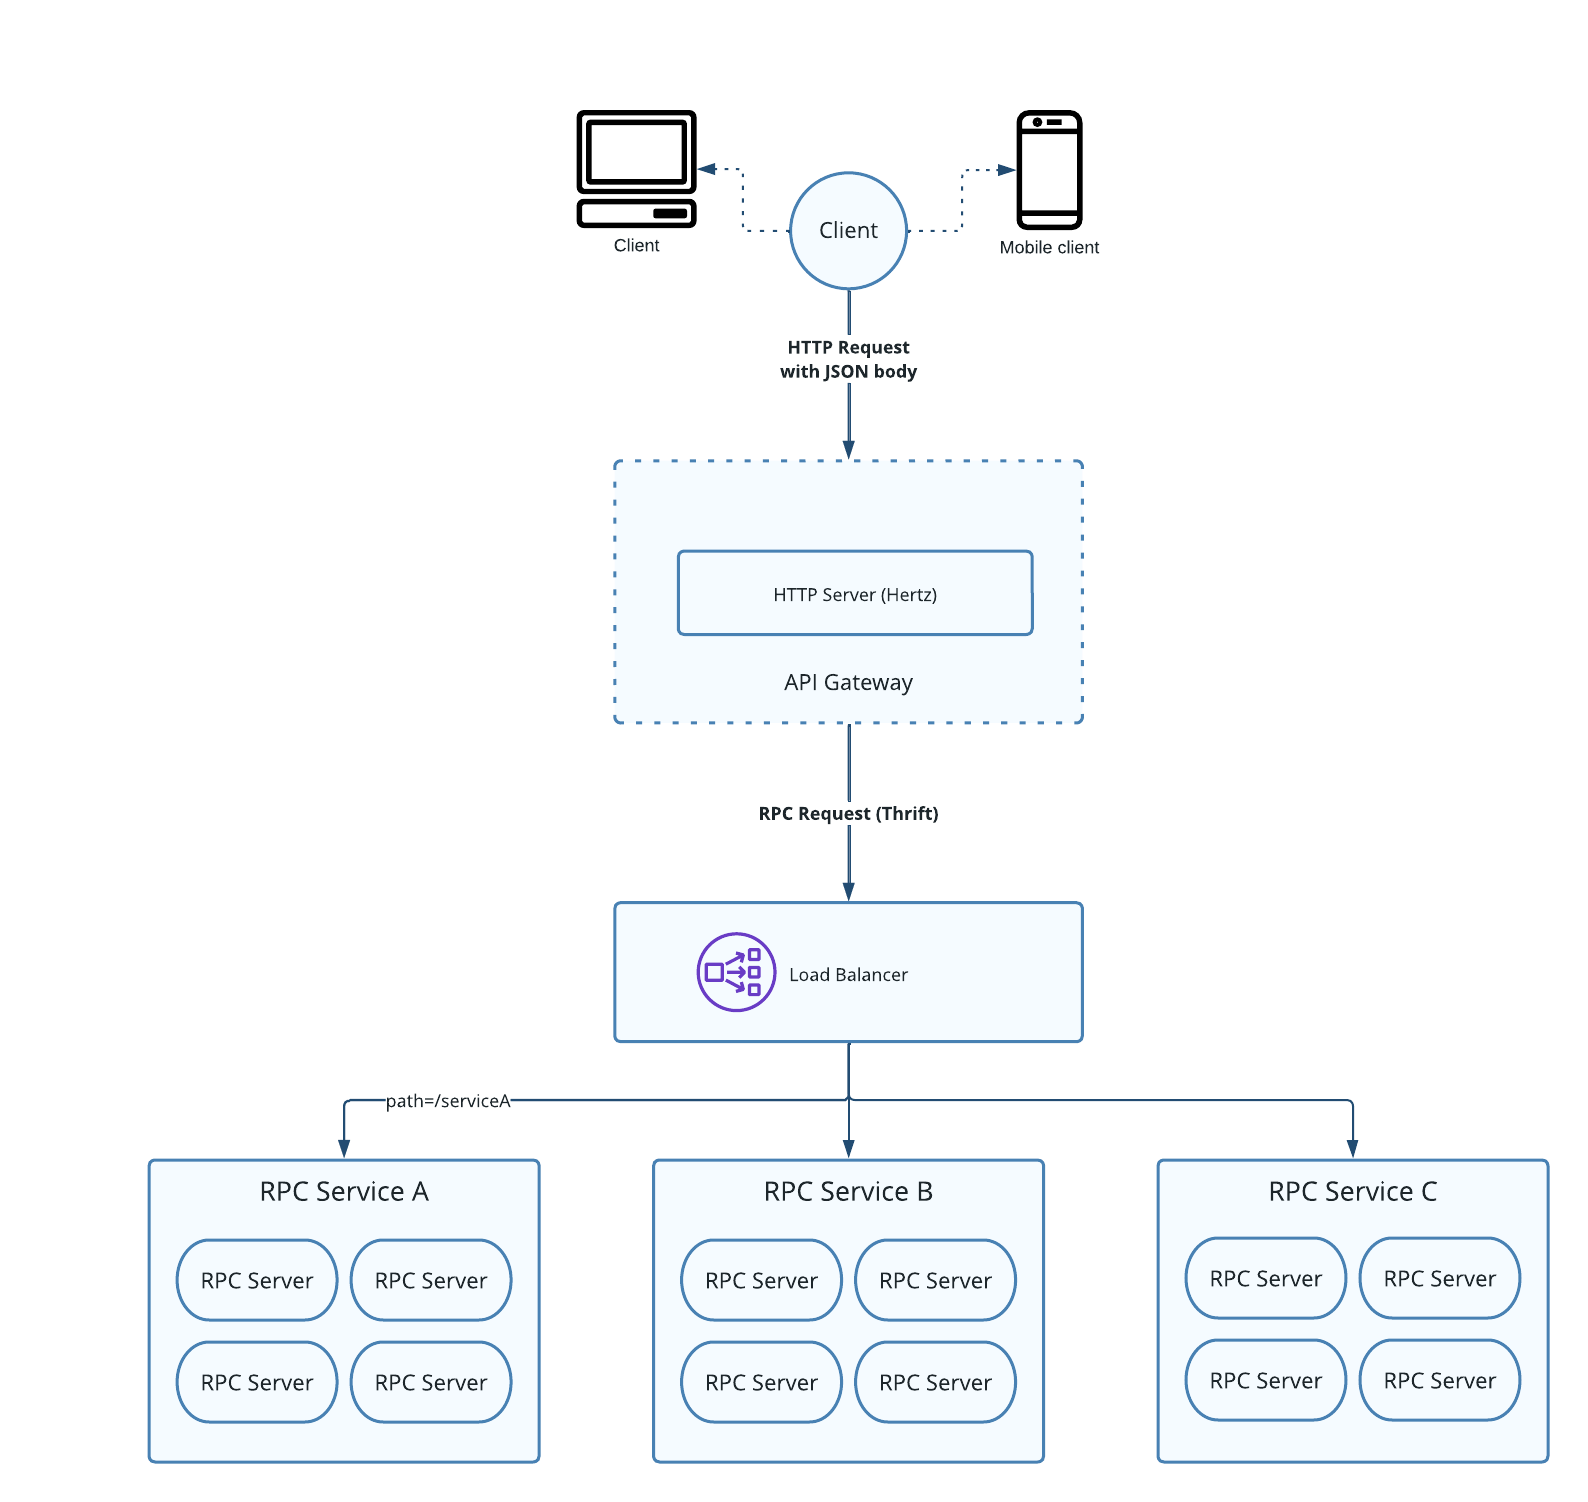 Client
Client
Mobile client
HTTP Request
with JSON body
HTTP Server (Hertz)
API Gateway
RPC Request (Thrift)
Load Balancer
path=/serviceA
RPC Service A
RPC Server
RPC Server
RPC Server
RPC Server
RPC Service B
RPC Server
RPC Server
RPC Server
RPC Server
RPC Service C
RPC Server
RPC Server
RPC Server
RPC Server